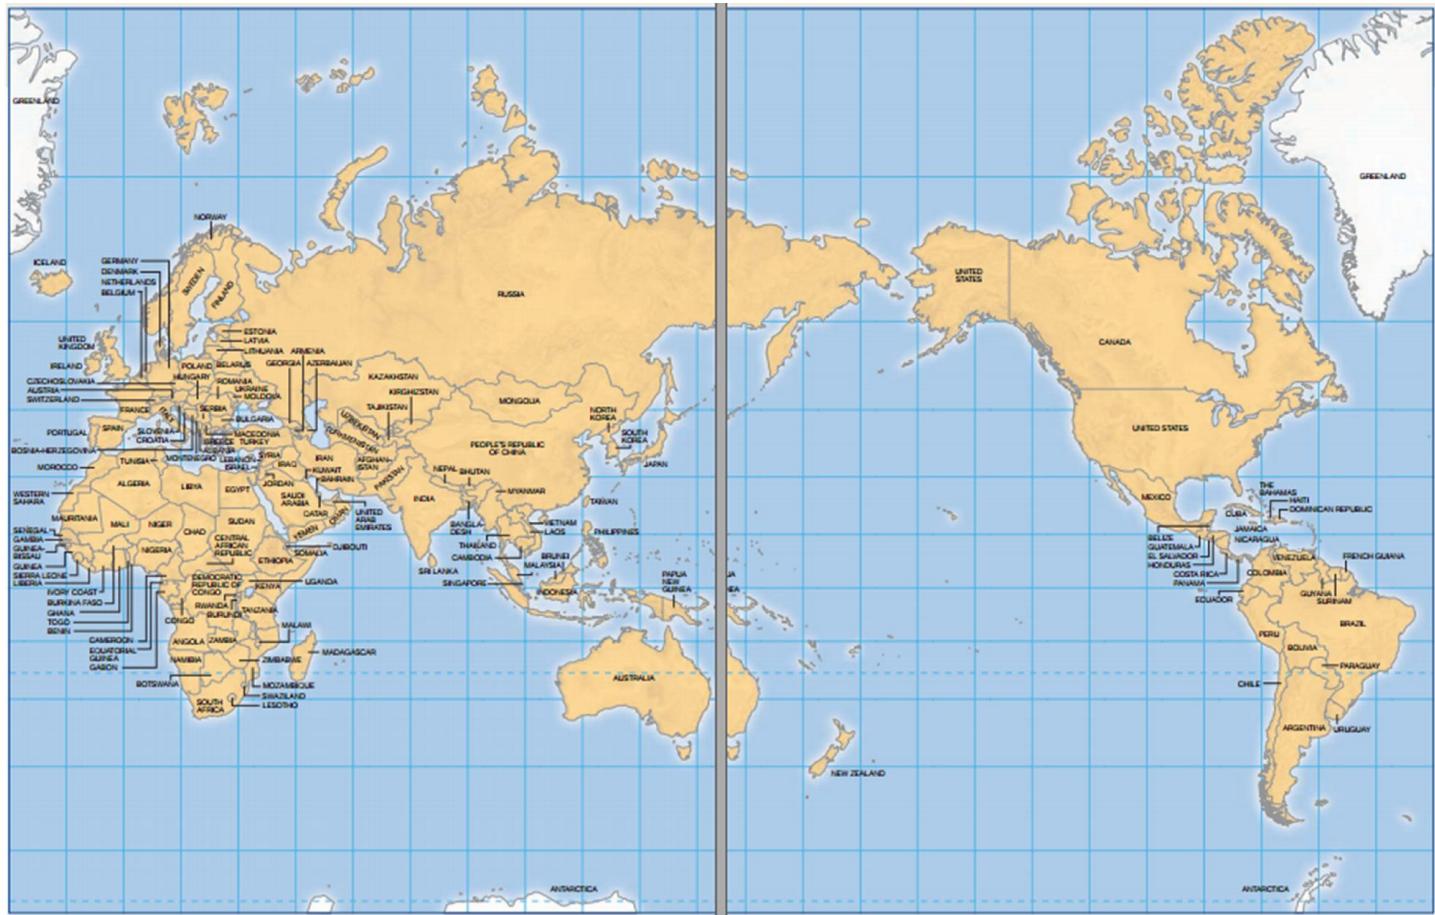 GREENLAND
NORWAY
ICELAND
GERMANY
DENMARK
NETHERLANDS
BELGIUM
SWEDEN
FINLAND
RUSSIA
UNITED
KINGDOM
IRELAND
ESTONIA
LATVIA
LITHUANIA
ARMENIA
GEORGIA
AZERBAIJAN
POLAND
BELARUS
HUNGARY
CZECHOSLOVAKIA
AUSTRIA
SWITZERLAND
ROMANIA
UKRAINE
MOLDOVA
KAZAKHSTAN
KIRGHIZSTAN
TAJIKISTAN
UZBEKISTAN
TURKMENISTAN
MONGOLIA
FRANCE
ITALY
SERBIA
BULGARIA
PORTUGAL
SPAIN
SLOVENIA
CROATIA
MACEDONIA
GREECE
TURKEY
ALBANIA
BOSNIA-HERZEGOVINA
MONTENEGRO
NORTH
KOREA
SOUTH
KOREA
JAPAN
PEOPLE'S REPUBLIC
OF CHINA
MOROCCO
TUNISIA
LEBANON
ISRAEL
SYRIA
IRAQ
IRAN
AFGHAN-
ISTAN
PAKISTAN
NEPAL
BHUTAN
KUWAIT
BAHRAIN
JORDAN
ALGERIA
LIBYA
EGYPT
SAUDI
ARABIA
QATAR
OMAN
YEMEN
UNITED
ARAB
EMIRATES
INDIA
MYANMAR
TAIWAN
WESTERN
SAHARA
MAURITANIA
MALI
NIGER
CHAD
SUDAN
SENEGAL
GAMBIA
GUINEA-
BISSAU
GUINEA
SIERRA LEONE
LIBERIA
IVORY COAST
BURKINA FASO
GHANA
TOGO
BENIN
NIGERIA
CENTRAL
AFRICAN
REPUBLIC
ETHIOPIA
DJIBOUTI
SOMALIA
BANGLA-
DESH
THAILAND
CAMBODIA
VIETNAM
LAOS
PHILIPPINES
BRUNEI
MALAYSIA
SRI LANKA
SINGAPORE
INDONESIA
PAPUA
NEW
GUINEA
DEMOCRATIC
REPUBLIC OF
CONGO
UGANDA
KENYA
RWANDA
BURUNDI
TANZANIA
CONGO
CAMEROON
EQUATORIAL
GUINEA
GABON
ANGOLA
ZAMBIA
MALAWI
MADAGASCAR
NAMIBIA
ZIMBABWE
BOTSWANA
MOZAMBIQUE
SWAZILAND
LESOTHO
SOUTH
AFRICA
AUSTRALIA
ANTARCTICA
GREENLAND
UNITED
STATES
CANADA
UNITED STATES
MEXICO
THE
BAHAMAS
HAITI
DOMINICAN REPUBLIC
CUBA
JAMAICA
NICARAGUA
BELIZE
GUATEMALA
EL SALVADOR
HONDURAS
COSTA RICA
PANAMA
VENEZUELA
COLOMBIA
FRENCH GUIANA
GUYANA
SURINAM
ECUADOR
PERU
BRAZIL
BOLIVIA
PARAGUAY
CHILE
ARGENTINA
URUGUAY
UA
NEA
NEW ZEALAND
ANTARCTICA